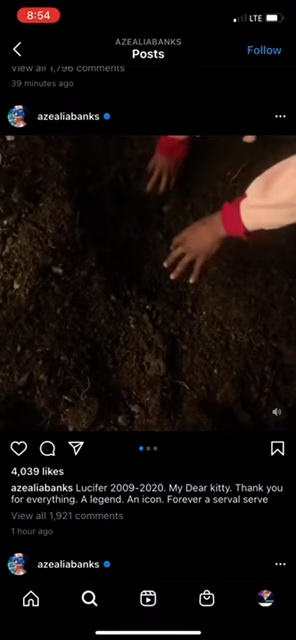 8:54
LTE
AZEALIABANKS
Posts
Follow
View all 1,796 comments
39 minutes ago
azealiabanks
4,039 likes
azealiabanks Lucifer 2009-2020. My Dear kitty. Thank you
for everything. A legend. An icon. Forever a serval serve
View all 1,921 comments
1 hour ago
azealiabanks